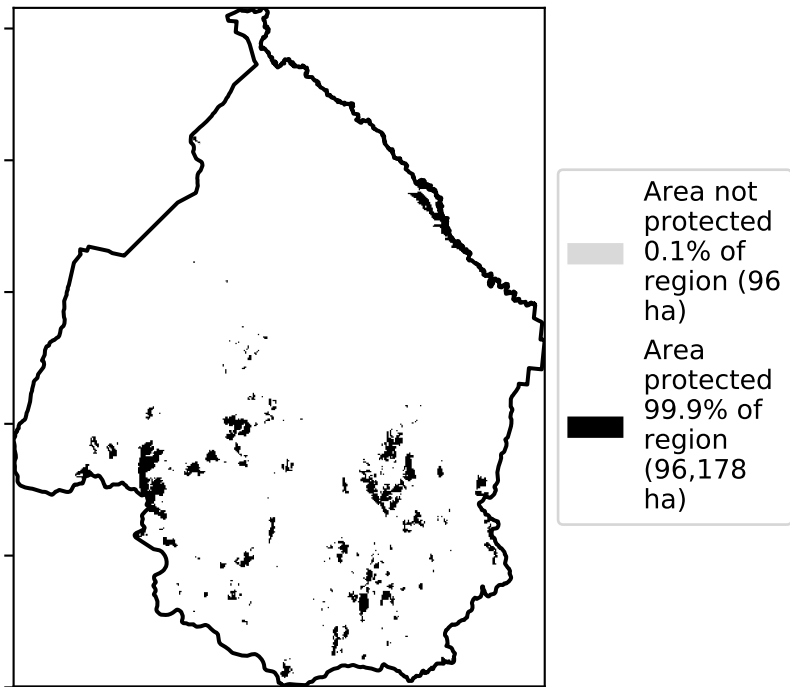 Area not
protected
0.1% of
region (96
ha)
Area
protected
99.9% of
region
(96,178
ha)